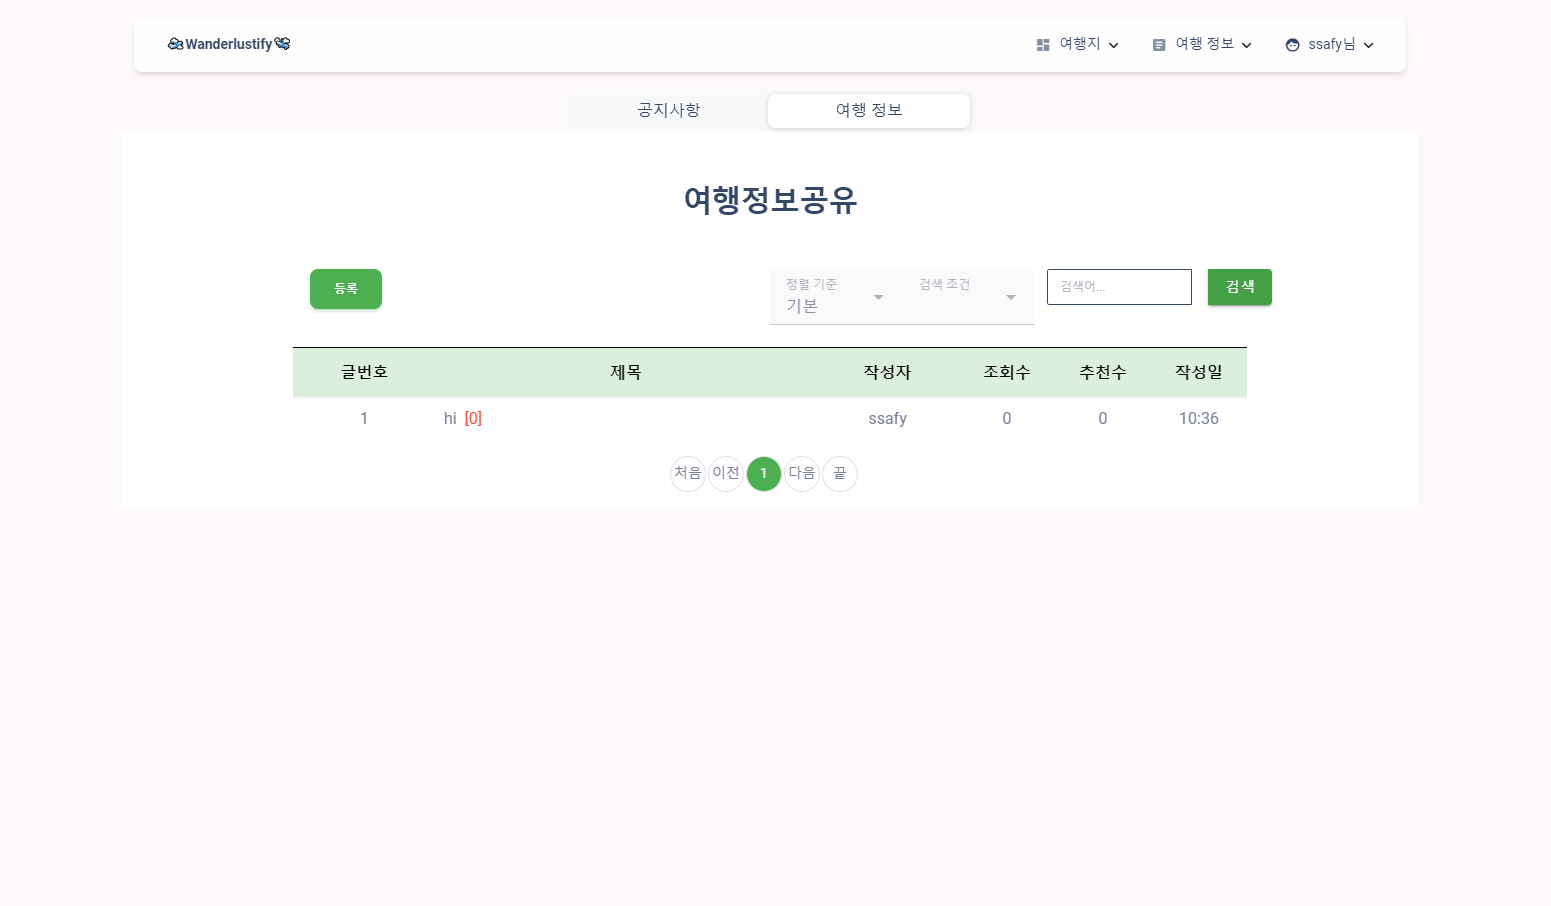 Wanderlustify
여행지
여행 정보
ssafy님
공지사항
여행 정보
여행정보공유
등록
정렬 기준
기본
검색 조건
검색어...
검색
글번호 제목 작성자 조회수 추천수 작성일
1 hi [0] ssafy 0 0 10:36
처음 이전 1 다음 끝